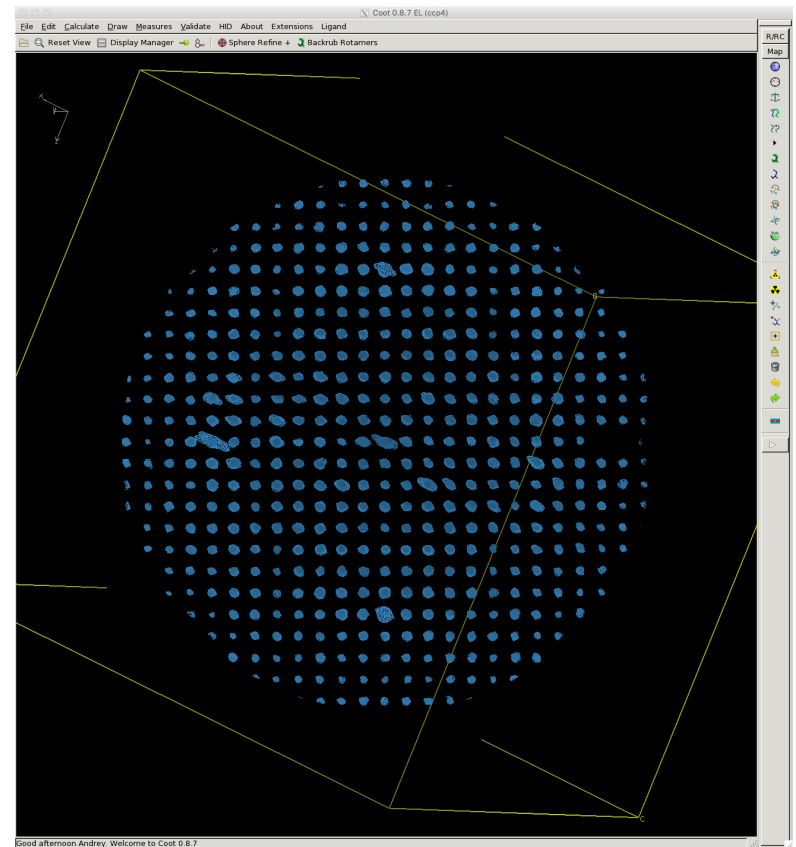 Coot 0.8.7 EL (ccp4)
File Edit Calculate Draw Measures Validate HID About Extensions Ligand
Reset View Display Manager Sphere Refine + Backrub Rotamers
R/RC
Map
B
C
Good afternoon Andrey. Welcome to Coot 0.8.7